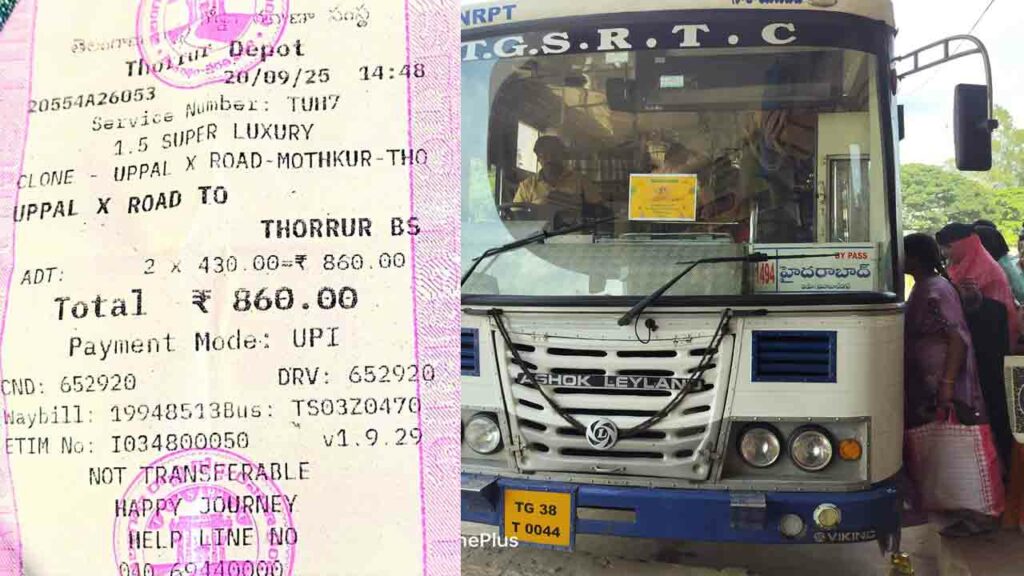 తెలంగాణ
సంస్థ
Thorrur Depot
20/09/25 14:48
20554A26053
Service Number: TUH7
1.5 SUPER LUXURY
CLONE - UPPAL X ROAD-MOTHKUR-THO
UPPAL X ROAD TO
THORRUR BS
ADT: 2 x 430.00=₹ 860.00
Total ₹ 860.00
Payment Mode: UPI
CND: 652920 DRV: 652920
Waybill: 19948513Bus: TS03Z0470
ETIM No: I034800050 v1.9.29
NOT TRANSFERABLE
HAPPY JOURNEY
HELP LINE NO
040 69440000
NRPT
T.G.S.R.T.C
BY PASS
1494 హైదరాబాద్
ASHOK LEYLAND
TG 38
T 0044
VIKING
nePlus